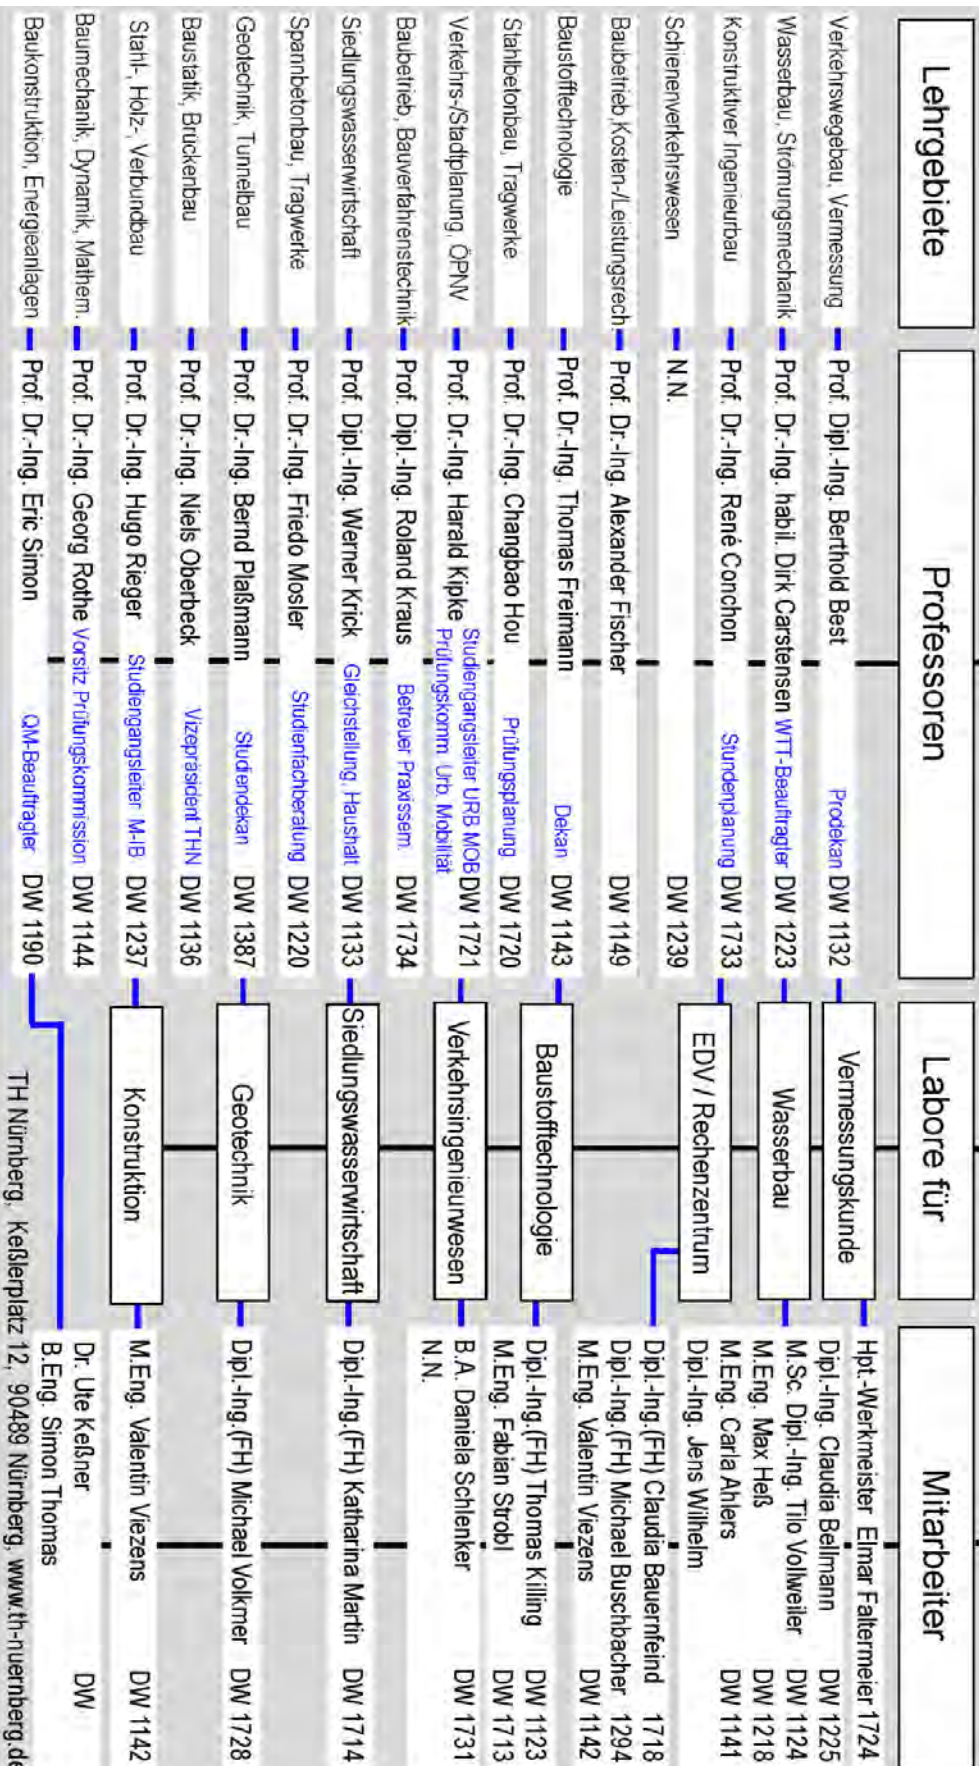 Lehrgebiete
Professoren
Labore für
Mitarbeiter
Verkehrswegebau, Vermessung
Prof. Dipl.-Ing. Berthold Best
Prodekan
DW 1132
Wasserbau, Strömungsmechanik
Prof. Dr.-Ing. habil. Dirk Carstensen
WTT-Beauftragter
DW 1223
Konstruktiver Ingenieurbau
Prof. Dr.-Ing. René Conchon
Stundenplanung
DW 1733
Schienenverkehrswesen
N.N.
DW 1239
Baubetrieb,Kosten-/Leistungsrech.
Prof. Dr.-Ing. Alexander Fischer
DW 1149
Baustofftechnologie
Prof. Dr.-Ing. Thomas Freimann
Dekan
DW 1143
Stahlbetonbau, Tragwerke
Prof. Dr.-Ing. Changbao Hou
Prüfungsplanung
DW 1720
Verkehrs-/Stadtplanung, ÖPNV
Prof. Dr.-Ing. Harald Kipke
Studiengangsleiter URB MOB
Prüfungskomm. Urb. Mobilität
DW 1721
Baubetrieb, Bauverfahrenstechnik
Prof. Dipl.-Ing. Roland Kraus
Betreuer Praxissem.
DW 1734
Siedlungswasserwirtschaft
Prof. Dipl.-Ing. Werner Krick
Gleichstellung, Haushalt
DW 1133
Spannbetonbau, Tragwerke
Prof. Dr.-Ing. Friedo Mosler
Studienfachberatung
DW 1220
Geotechnik, Tunnelbau
Prof. Dr.-Ing. Bernd Plaßmann
Studiendekan
DW 1387
Baustatik, Brückenbau
Prof. Dr.-Ing. Niels Oberbeck
Vizepräsident THN
DW 1136
Stahl-, Holz-, Verbundbau
Prof. Dr.-Ing. Hugo Rieger
Studiengangsleiter M-IB
DW 1237
Baumechanik, Dynamik, Mathem.
Prof. Dr.-Ing. Georg Rothe
Vorsitz Prüfungskommission
DW 1144
Baukonstruktion, Energieanlagen
Prof. Dr.-Ing. Eric Simon
QM-Beauftragter
DW 1190
Vermessungskunde
Wasserbau
EDV / Rechenzentrum
Baustofftechnologie
Verkehrsingenieurwesen
Siedlungswasserwirtschaft
Geotechnik
Konstruktion
Hpt.-Werkmeister Elmar Faltermeier 1724
Dipl.-Ing. Claudia Bellmann DW 1225
M.Sc. Dipl.-Ing. Tilo Vollweiler DW 1124
M.Eng. Max Heß DW 1218
M.Eng. Carla Ahlers DW 1141
Dipl.-Ing. Jens Wilhelm
Dipl.-Ing.(FH) Claudia Bauernfeind 1718
Dipl.-Ing.(FH) Michael Buschbacher 1294
M.Eng. Valentin Viezens DW 1142
Dipl.-Ing.(FH) Thomas Killing DW 1123
M.Eng. Fabian Strobl DW 1713
B.A. Daniela Schlenker DW 1731
N.N.
Dipl.-Ing.(FH) Katharina Martin DW 1714
Dipl.-Ing.(FH) Michael Volkmer DW 1728
M.Eng. Valentin Viezens DW 1142
Dr. Ute Keßner DW
B.Eng. Simon Thomas
TH Nürnberg, Keßlerplatz 12, 90489 Nürnberg, www.th-nuernberg.de